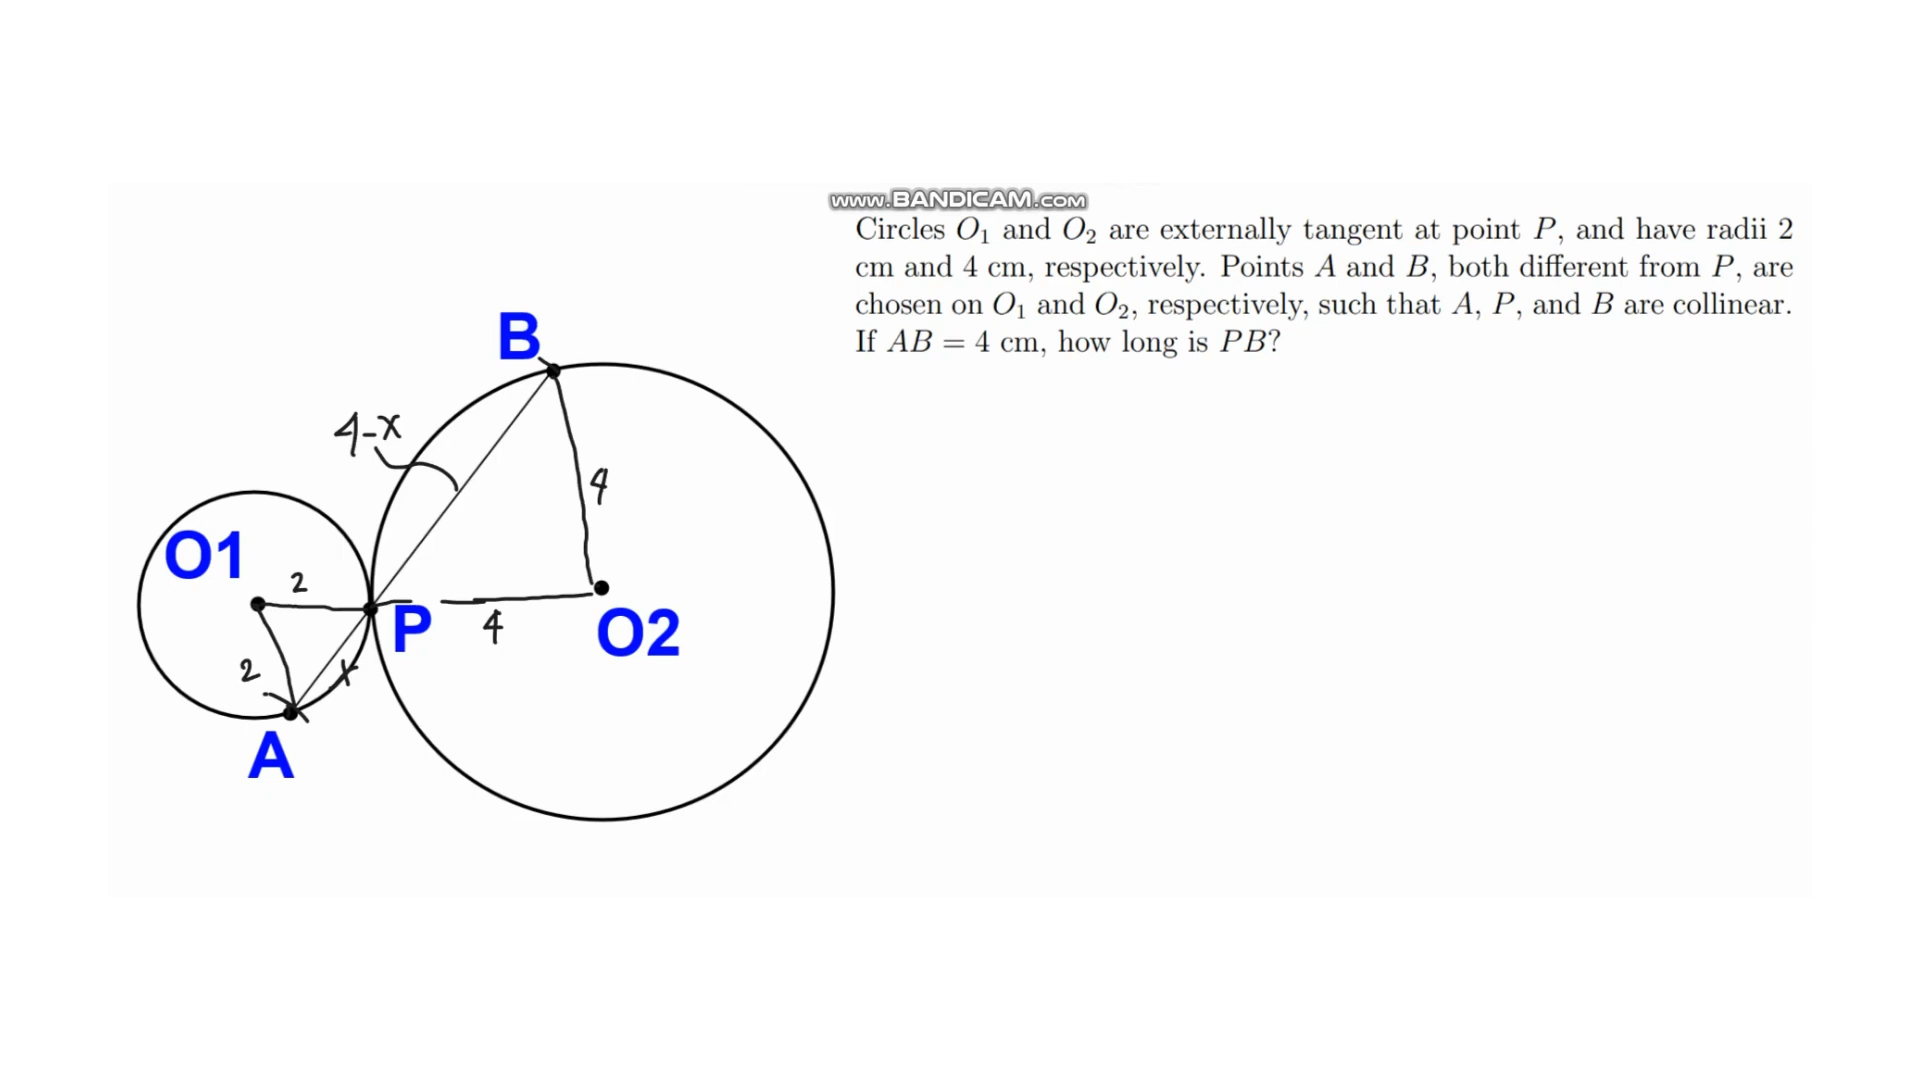 www.BANDICAM.com
Circles O₁ and O₂ are externally tangent at point P, and have radii 2
cm and 4 cm, respectively. Points A and B, both different from P, are
chosen on O₁ and O₂, respectively, such that A, P, and B are collinear.
If AB = 4 cm, how long is PB?
B
4-x
4
O1
2
P
4
O2
2
x
A